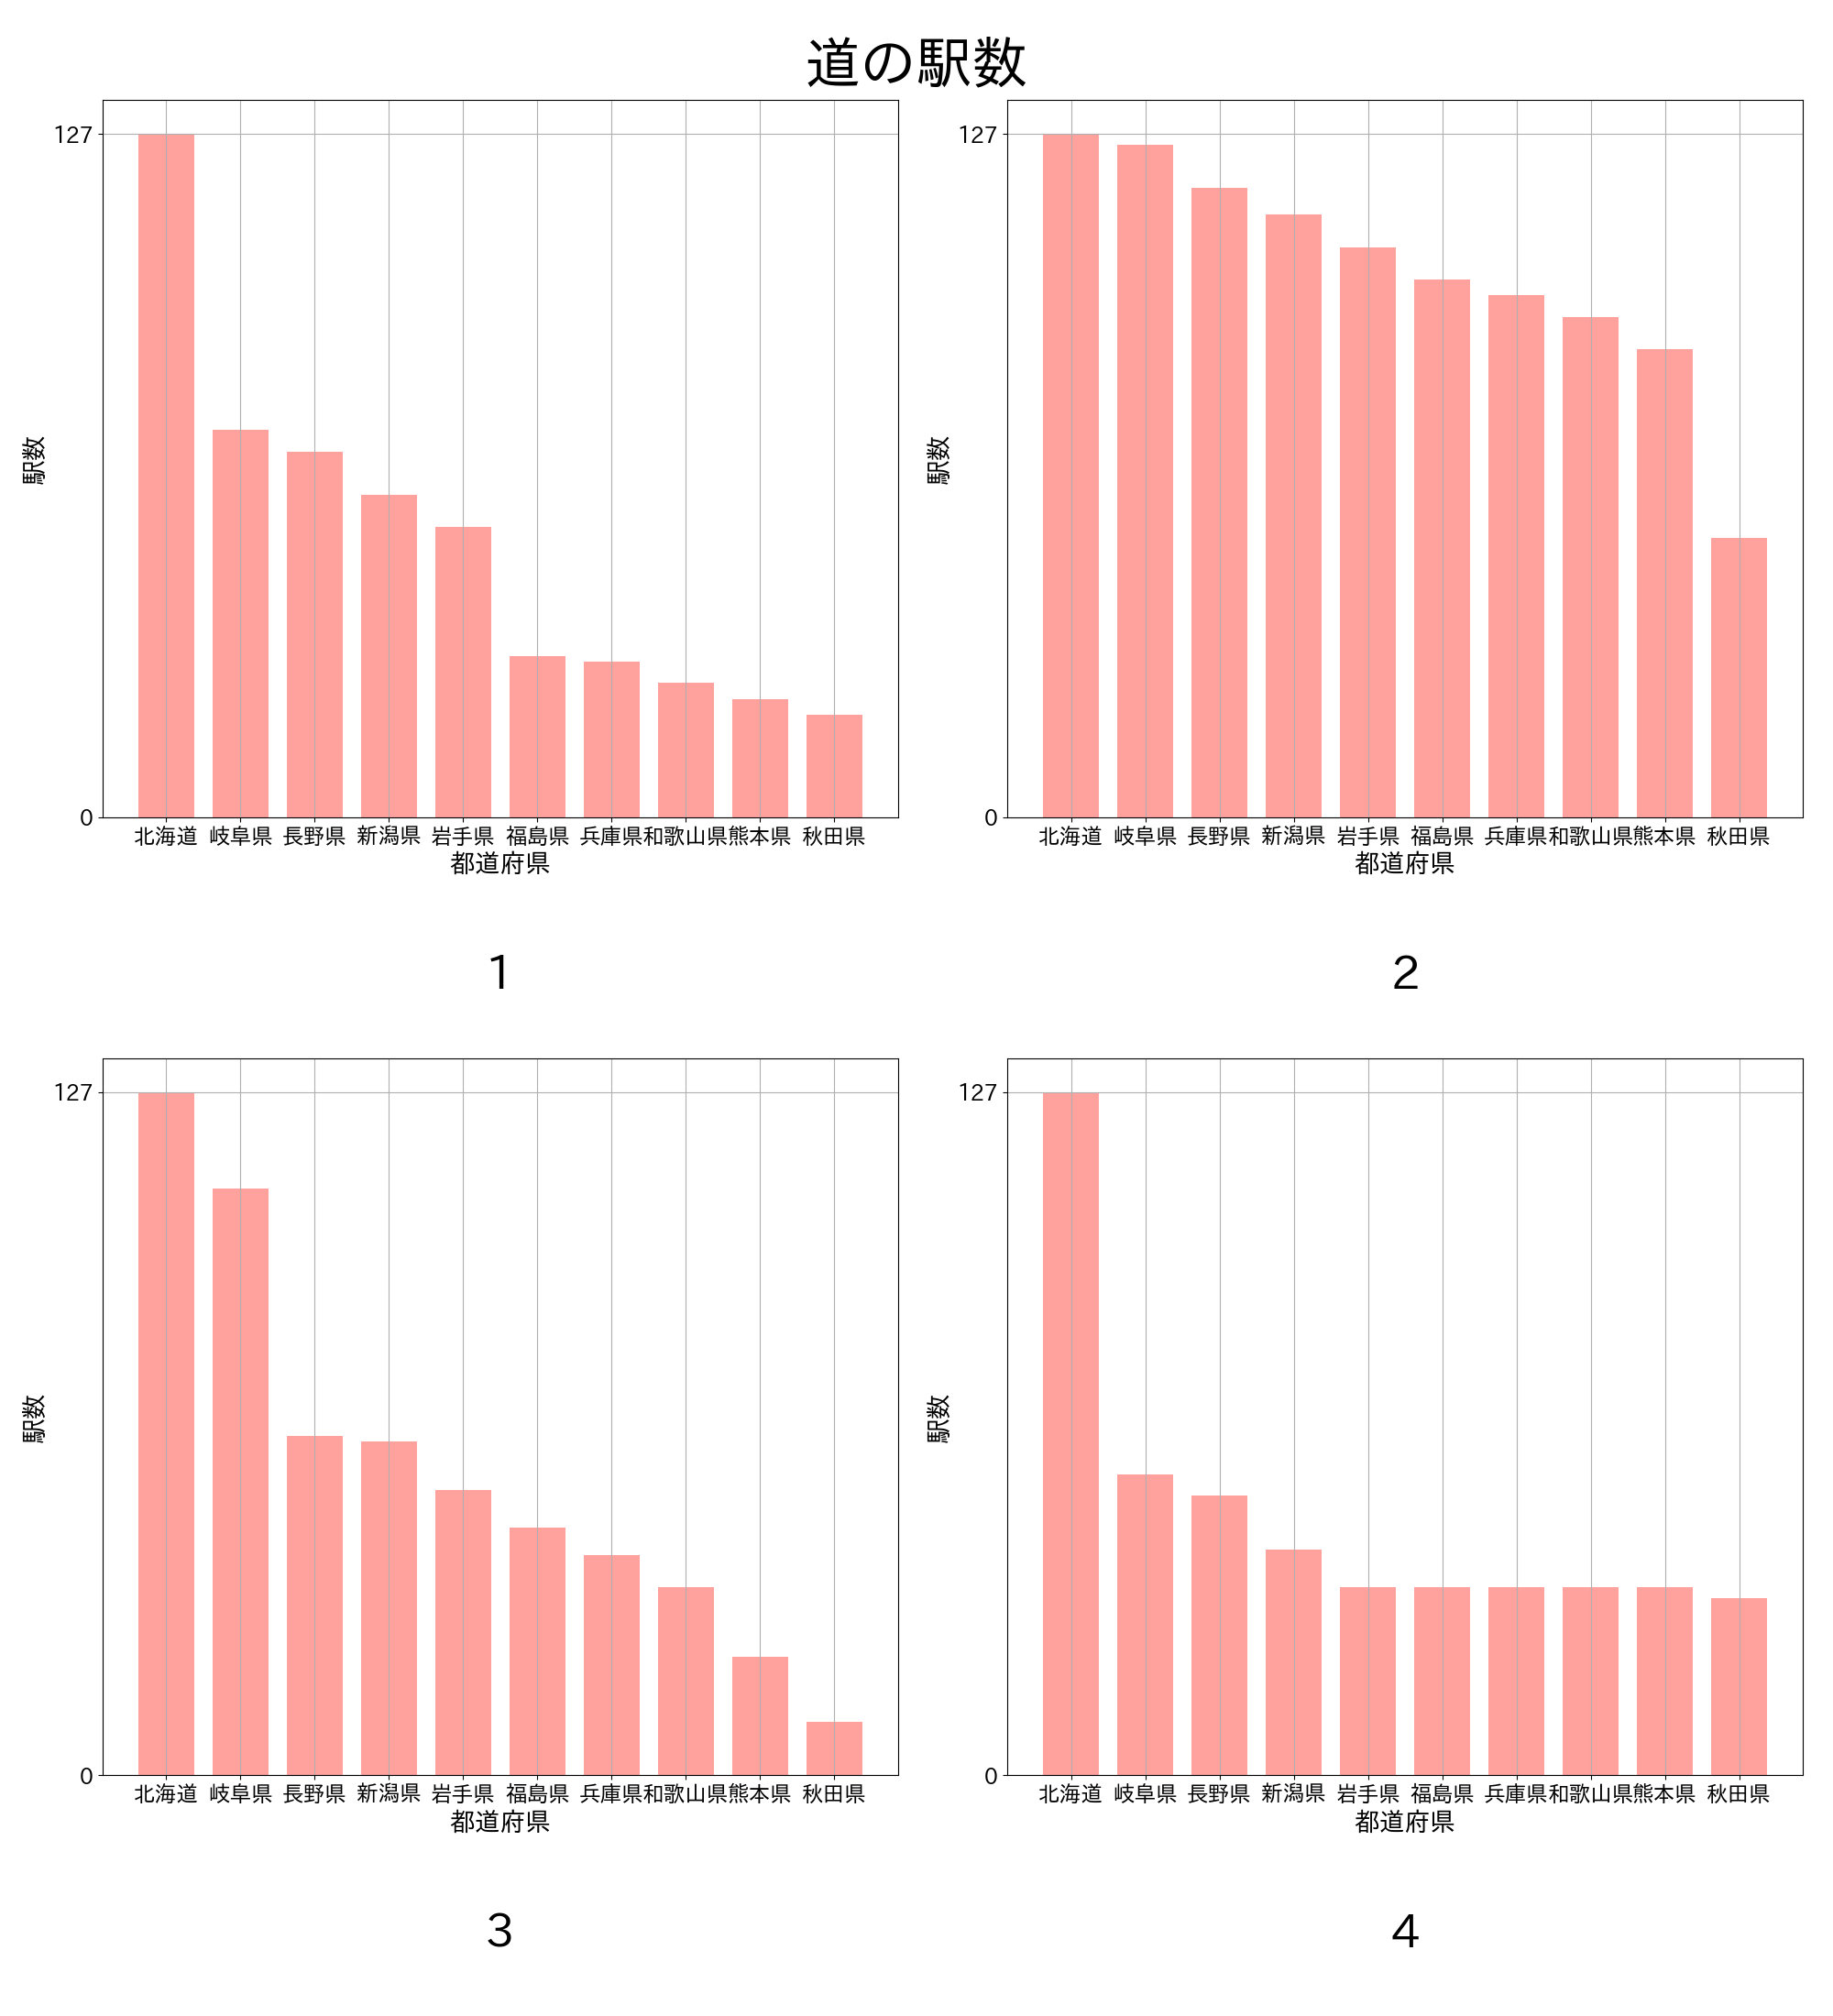 道の駅数
127
駅数
0
北海道 岐阜県 長野県 新潟県 岩手県 福島県 兵庫県 和歌山県 熊本県 秋田県
都道府県
1
127
駅数
0
北海道 岐阜県 長野県 新潟県 岩手県 福島県 兵庫県 和歌山県 熊本県 秋田県
都道府県
2
127
駅数
0
北海道 岐阜県 長野県 新潟県 岩手県 福島県 兵庫県 和歌山県 熊本県 秋田県
都道府県
3
127
駅数
0
北海道 岐阜県 長野県 新潟県 岩手県 福島県 兵庫県 和歌山県 熊本県 秋田県
都道府県
4